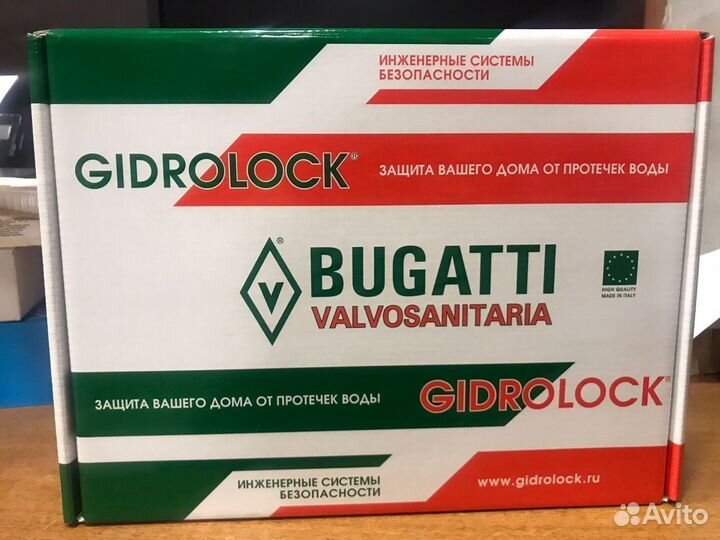 ИНЖЕНЕРНЫЕ СИСТЕМЫ
БЕЗОПАСНОСТИ
GIDROLOCK®
ЗАЩИТА ВАШЕГО ДОМА ОТ ПРОТЕЧЕК ВОДЫ
V®
BUGATTI
VALVOSANITARIA
HIGH QUALITY
MADE IN ITALY
ЗАЩИТА ВАШЕГО ДОМА ОТ ПРОТЕЧЕК ВОДЫ
GIDROLOCK®
ИНЖЕНЕРНЫЕ СИСТЕМЫ
БЕЗОПАСНОСТИ
www.gidrolock.ru
Avito